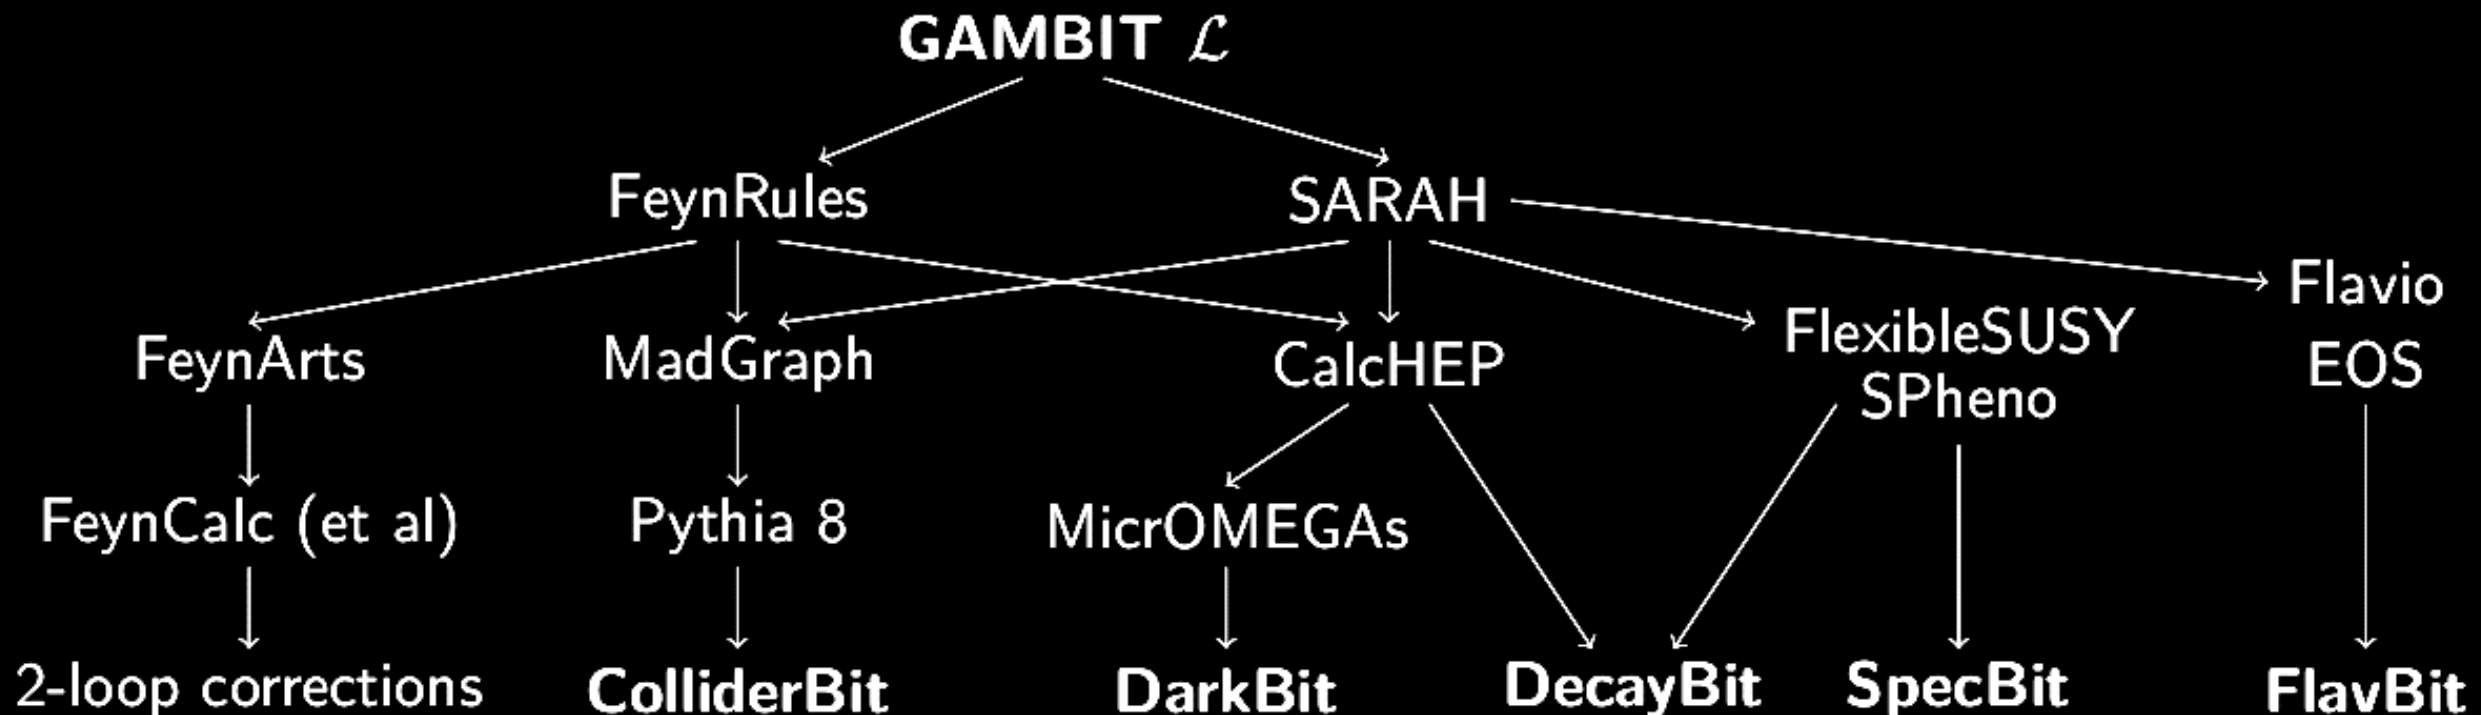 GAMBIT ℒ
FeynRules
SARAH
Flavio
EOS
FeynArts
MadGraph
CalcHEP
FlexibleSUSY
SPheno
FeynCalc (et al)
Pythia 8
MicrOMEGAs
2-loop corrections
ColliderBit
DarkBit
DecayBit
SpecBit
FlavBit